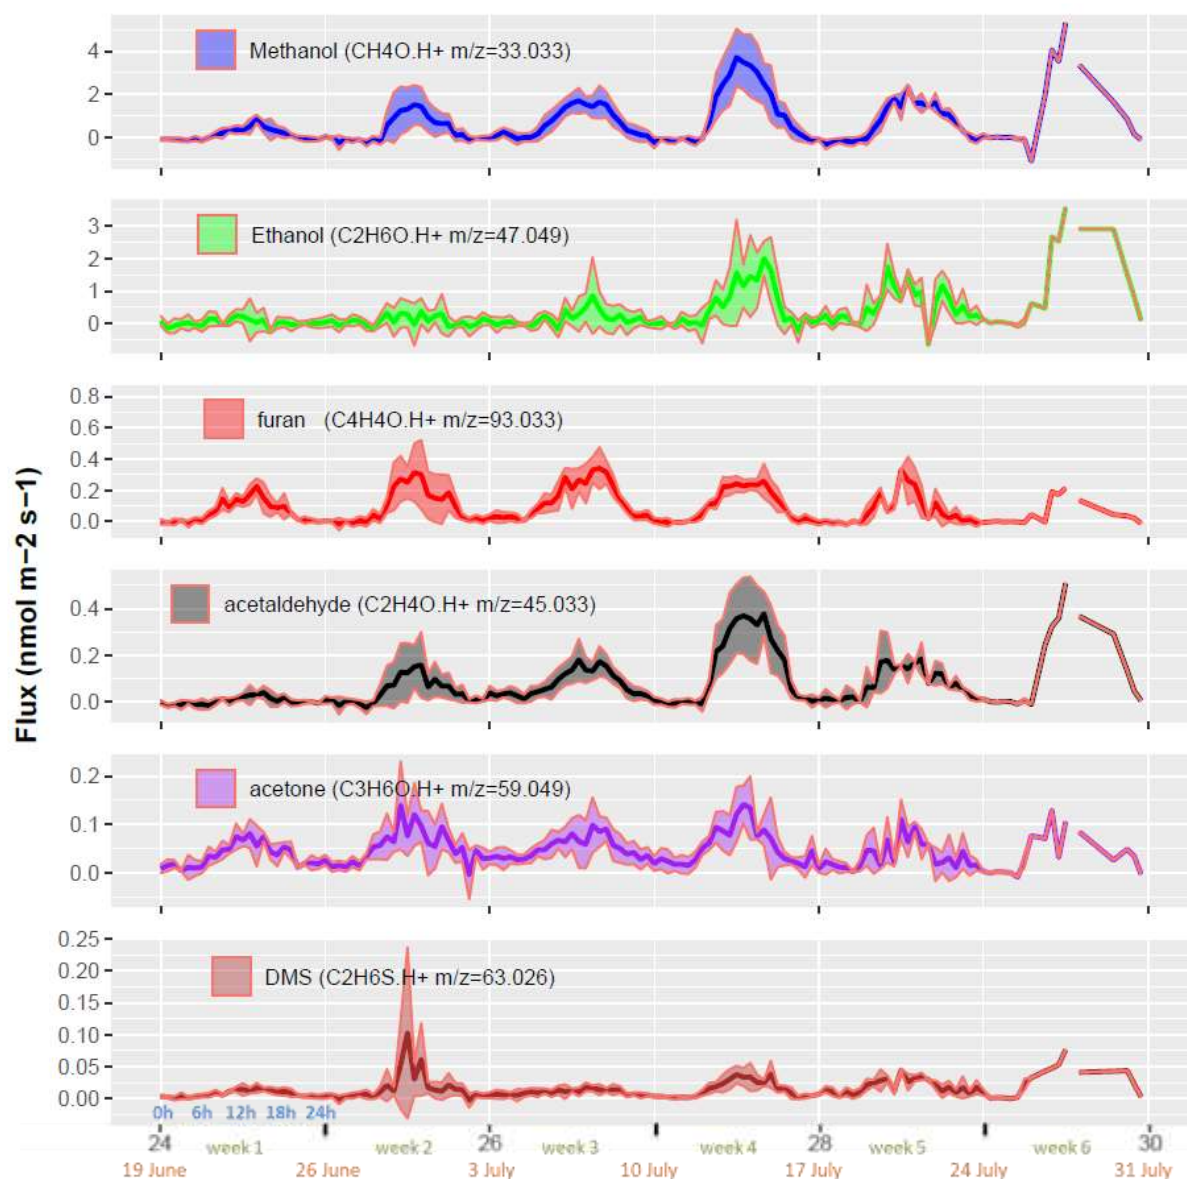 Flux (nmol m−2 s−1)
Methanol (CH4O.H+ m/z=33.033)
4
2
0
Ethanol (C2H6O.H+ m/z=47.049)
3
2
1
0
furan (C4H4O.H+ m/z=93.033)
0.8
0.6
0.4
0.2
0.0
acetaldehyde (C2H4O.H+ m/z=45.033)
0.4
0.2
0.0
acetone (C3H6O.H+ m/z=59.049)
0.2
0.1
0.0
DMS (C2H6S.H+ m/z=63.026)
0.25
0.20
0.15
0.10
0.05
0.00
0h 6h 12h 18h 24h
24 week 1 week 2 26 week 3 week 4 28 week 5 week 6 30
19 June 26 June 3 July 10 July 17 July 24 July 31 July